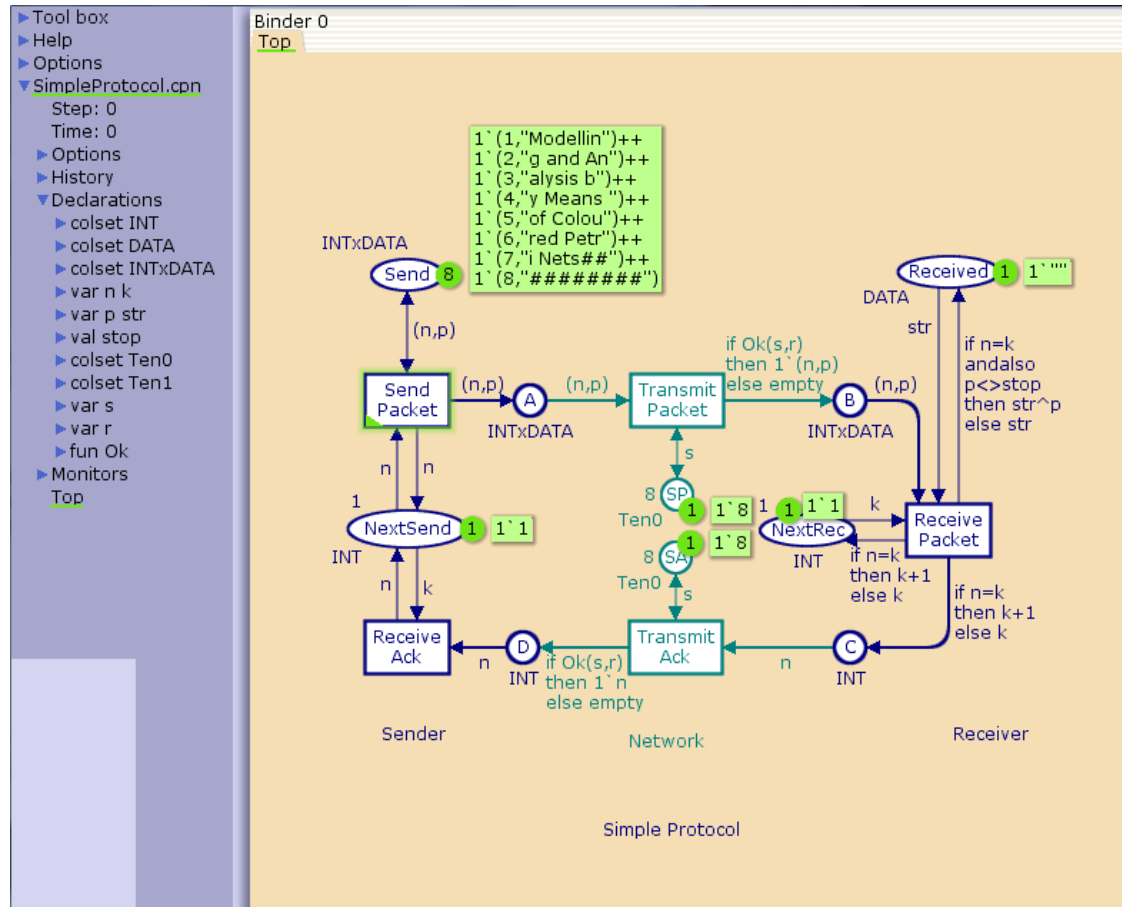 Tool box
Help
Options
SimpleProtocol.cpn
Step: 0
Time: 0
Options
History
Declarations
colset INT
colset DATA
colset INTxDATA
var n k
var p str
val stop
colset Ten0
colset Ten1
var s
var r
fun Ok
Monitors
Top
Binder 0
Top
1`(1,"Modellin")++
1`(2,"g and An")++
1`(3,"alysis b")++
1`(4,"y Means ")++
1`(5,"of Colou")++
1`(6,"red Petr")++
1`(7,"i Nets##")++
1`(8,"########")
INTxDATA
Send
8
(n,p)
Send
Packet
(n,p)
A
INTxDATA
(n,p)
Transmit
Packet
if Ok(s,r)
then 1`(n,p)
else empty
B
INTxDATA
(n,p)
Received
1
1`""
DATA
str
if n=k
andalso
p<>stop
then str^p
else str
n
n
1
NextSend
1
1`1
INT
s
8
SP
1
1`8
Ten0
8
SA
1
1`8
Ten0
s
1
1
1`1
NextRec
INT
k
Receive
Packet
if n=k
then k+1
else k
if n=k
then k+1
else k
n
k
Receive
Ack
n
D
INT
if Ok(s,r)
then 1`n
else empty
Transmit
Ack
n
C
INT
Sender
Network
Receiver
Simple Protocol